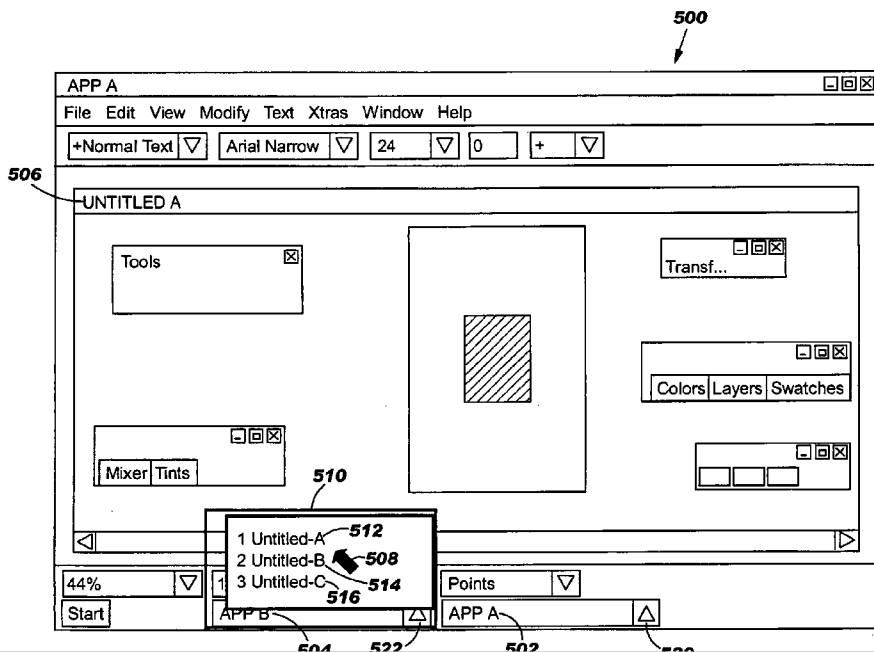 500
APP A
File Edit View Modify Text Xtras Window Help
+Normal Text Arial Narrow 24 0 +
506
UNTITLED A
Tools
Transf...
Colors Layers Swatches
Mixer Tints
510
1 Untitled-A 512
2 Untitled-B 508
514
3 Untitled-C 516
44% 1 Points
Start APP B APP A
504 522 502